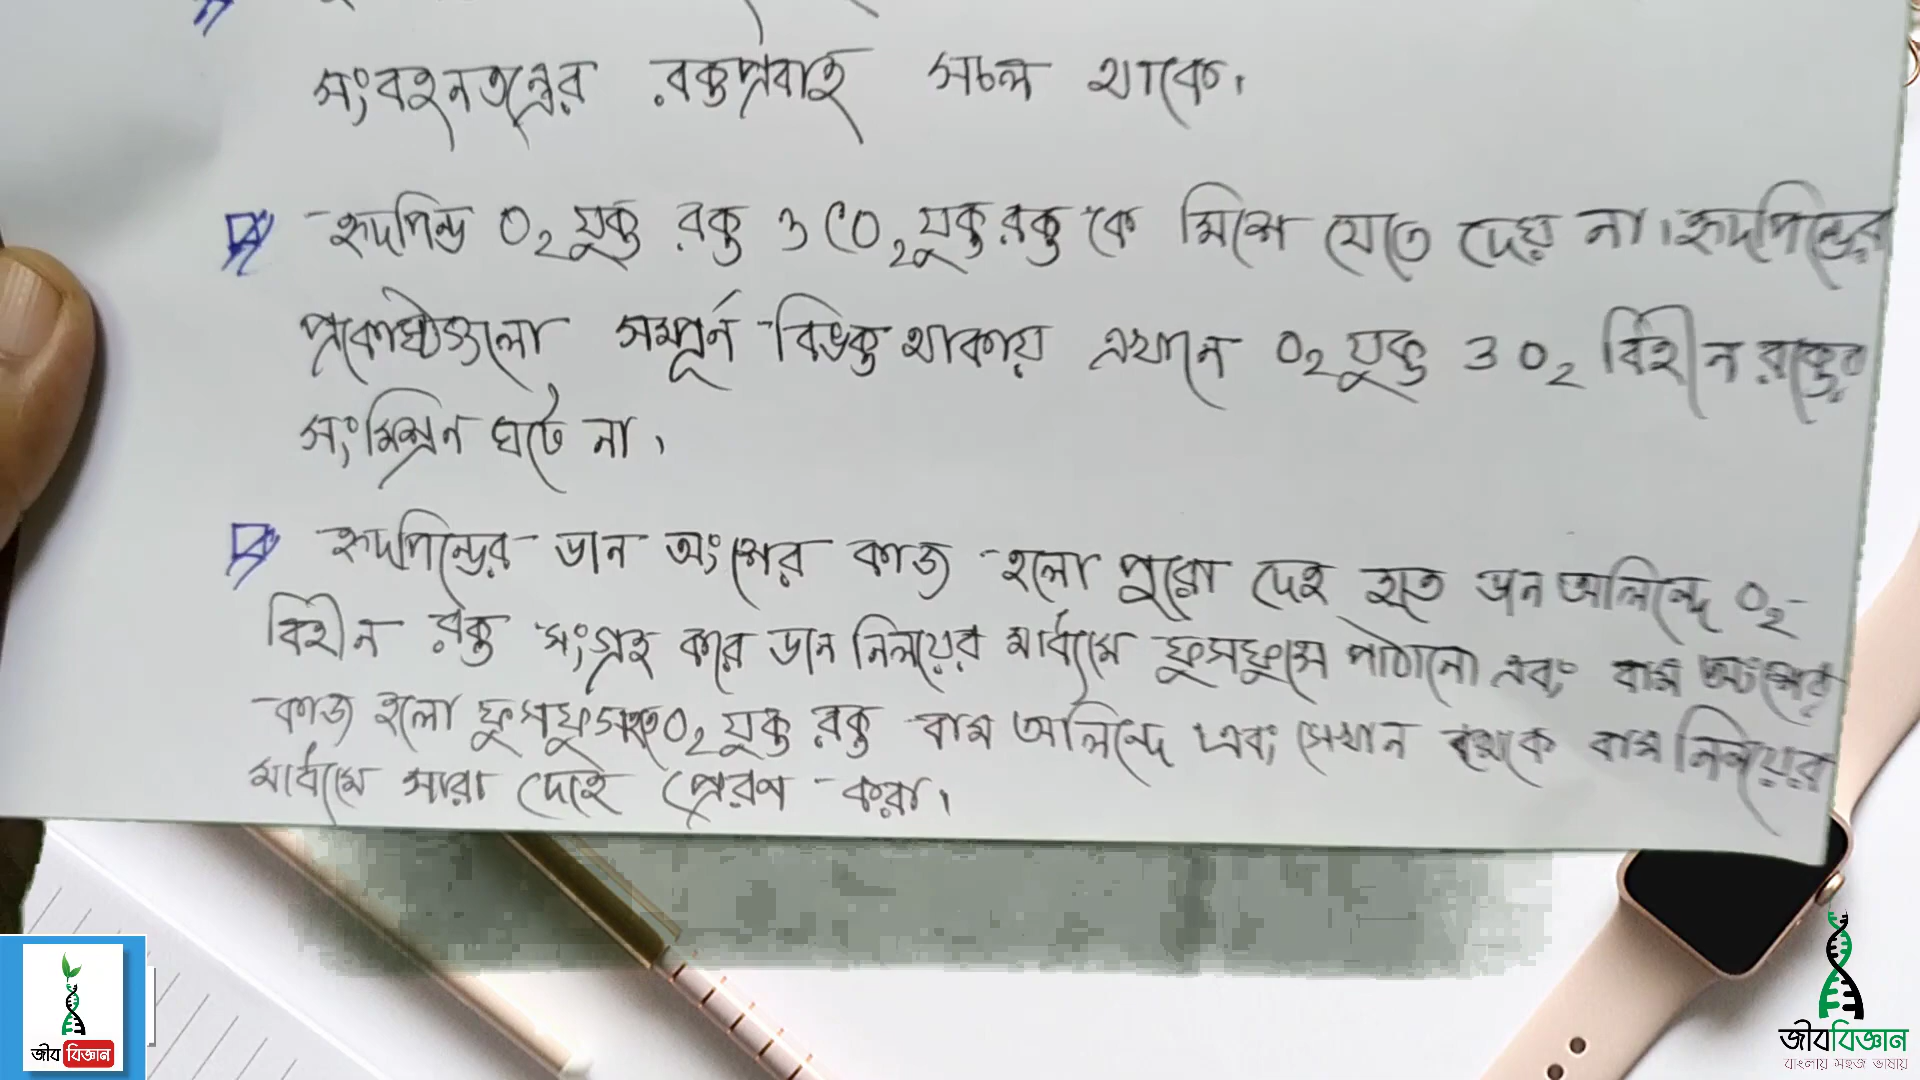 সংবহনতন্ত্রের রক্তপ্রবাহ সচল থাকে।
হৃদপিন্ড O₂ যুক্ত রক্ত ও CO₂ যুক্ত রক্ত কে মিশে যেতে দেয় না। হৃদপিন্ডের
প্রকোষ্ঠগুলো সম্পূর্ন বিভক্ত থাকায় এখানে O₂ যুক্ত ও O₂ বিহীন রক্তের
সংমিশ্রন ঘটে না।
হৃদপিন্ডের ডান অংশের কাজ হলো পুরো দেহ হতে ডান অলিন্দে O₂-
বিহীন রক্ত সংগ্রহ করে ডান নিলয়ের মাধ্যমে ফুসফুসে পাঠানো এবং বাম অংশের
কাজ হলো ফুসফুস হতে O₂ যুক্ত রক্ত বাম অলিন্দে এবং সেখান থেকে বাম নিলয়ের
মাধ্যমে সারা দেহে প্রেরণ করা।
জীব বিজ্ঞান
জীববিজ্ঞান
বাংলায় সহজ ভাষায়